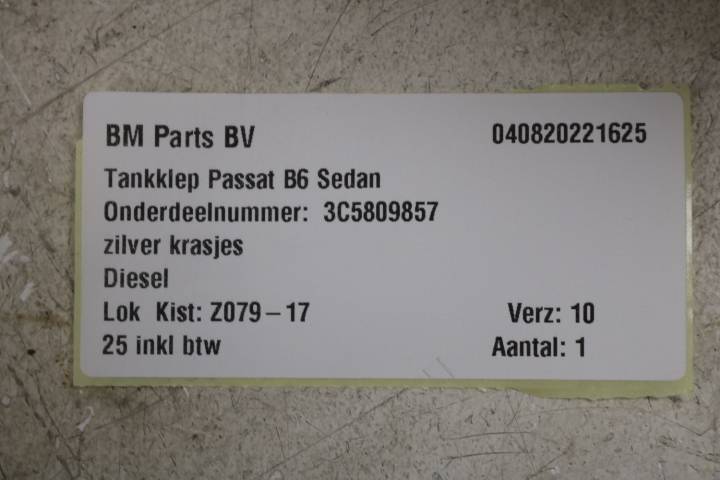 BM Parts BV 040820221625
Tankklep Passat B6 Sedan
Onderdeelnummer: 3C5809857
zilver krasjes
Diesel
Lok Kist: Z079-17 Verz: 10
25 inkl btw Aantal: 1